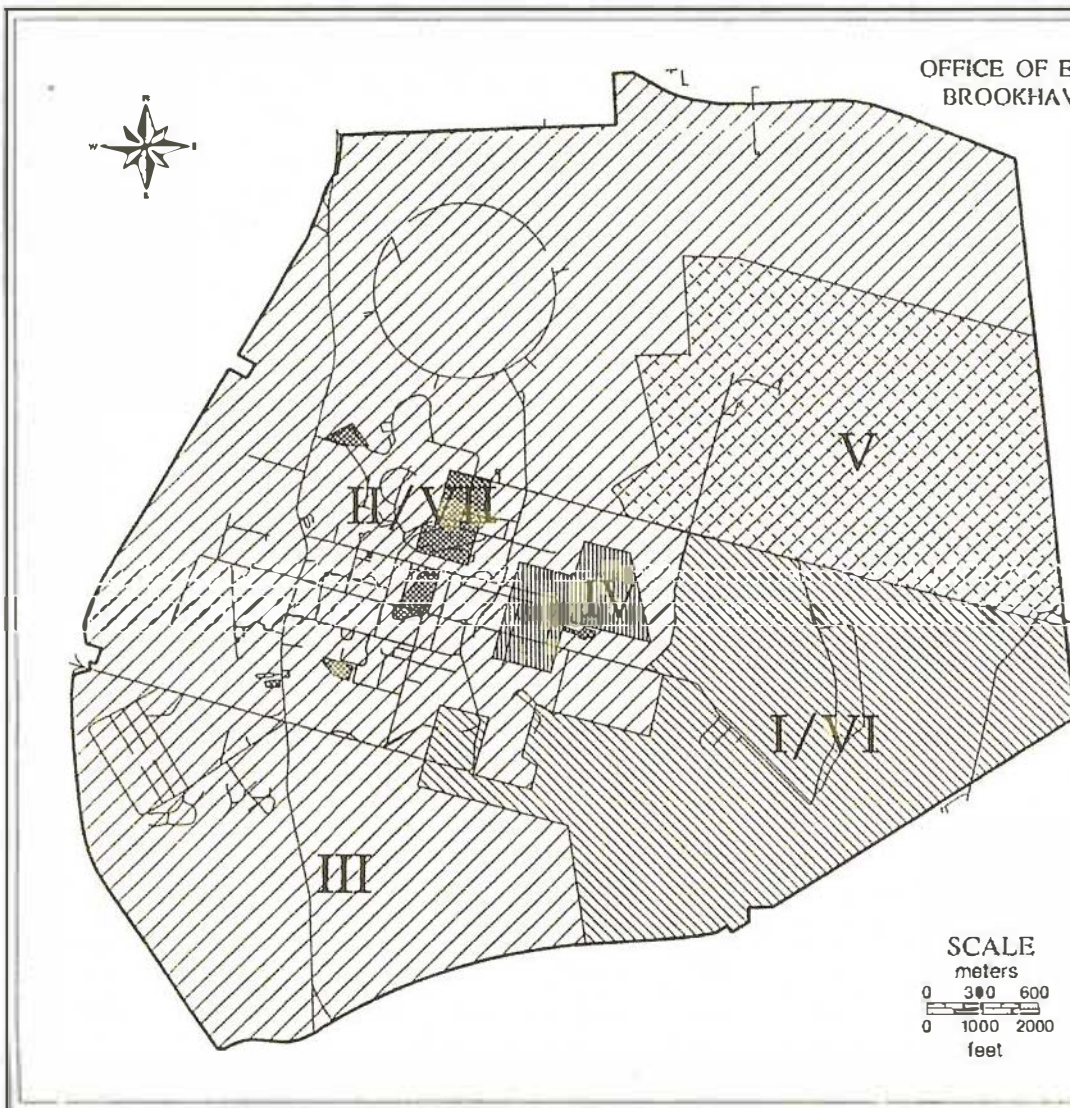 OFFICE OF E
BROOKHAV
W
V
II/VII
IV
I/VI
III
SCALE
meters
0 300 600
0 1000 2000
feet